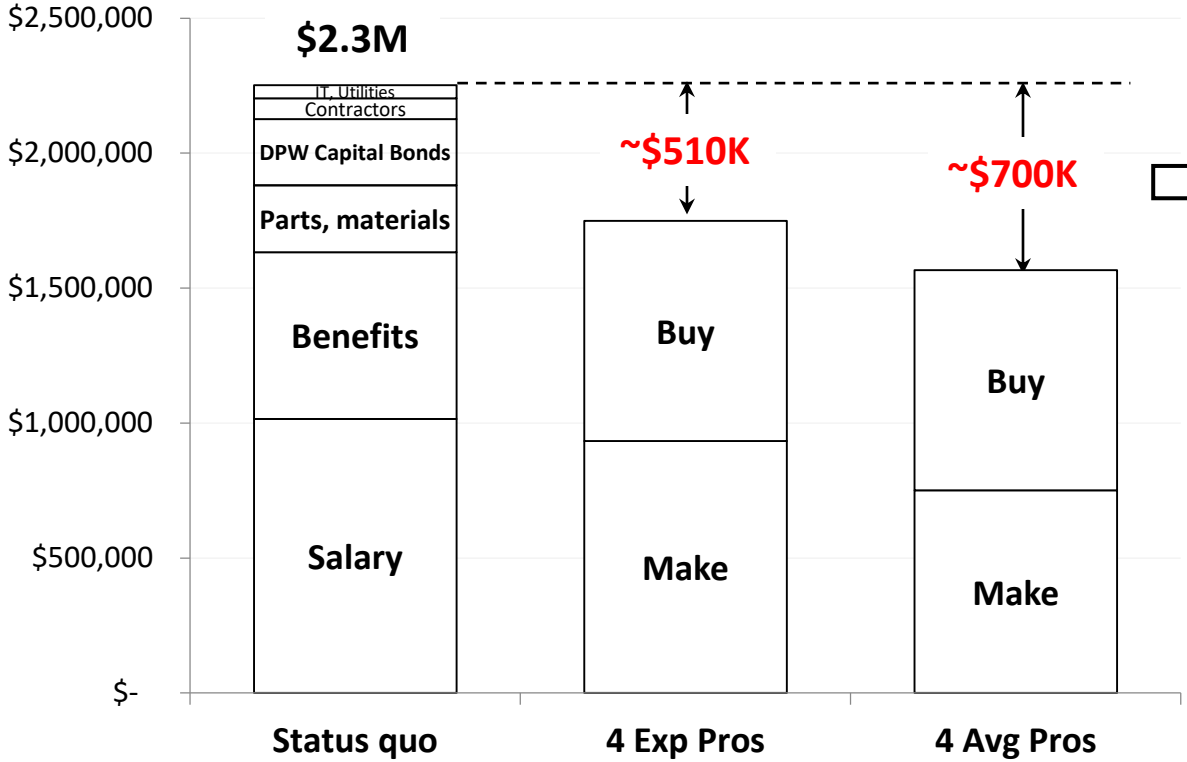 $2,500,000
$2,000,000
$1,500,000
$1,000,000
$500,000
$-
$2.3M
IT, Utilities
Contractors
DPW Capital Bonds
Parts, materials
Benefits
Salary
~$510K
Buy
Make
~$700K
Buy
Make
Status quo
4 Exp Pros
4 Avg Pros